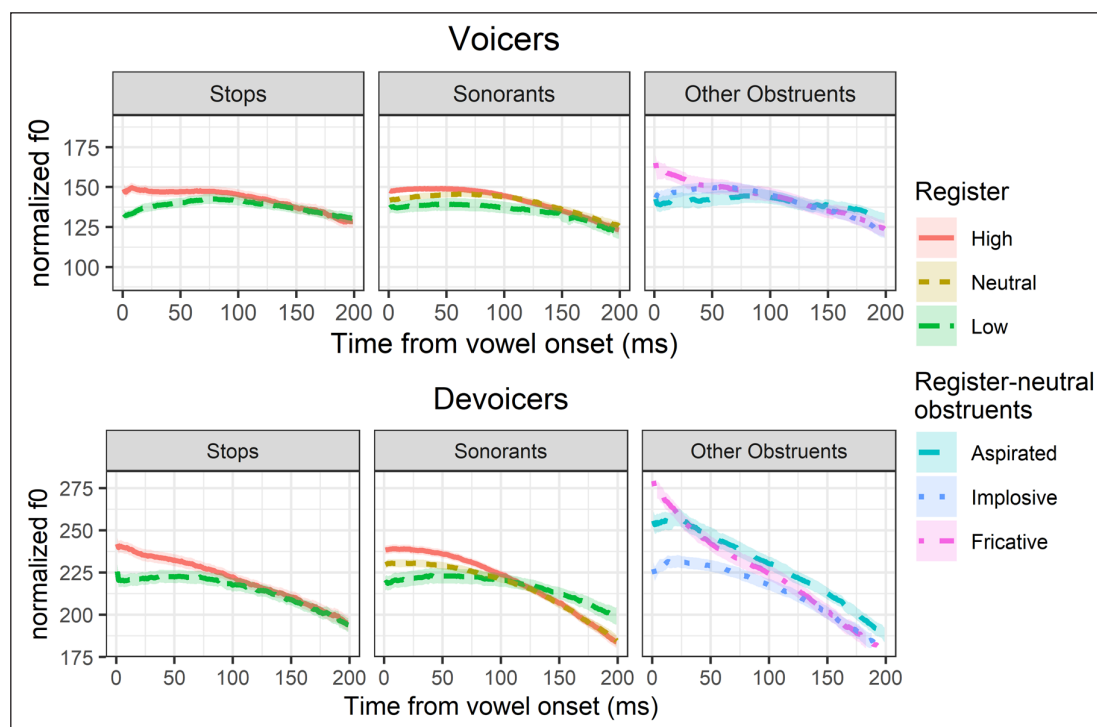 Voicers
Stops
Sonorants
Other Obstruents
normalized f0
175
150
125
100
0 50 100 150 200
0 50 100 150 200
0 50 100 150 200
Time from vowel onset (ms)
Devoicers
Stops
Sonorants
Other Obstruents
normalized f0
275
250
225
200
175
0 50 100 150 200
0 50 100 150 200
0 50 100 150 200
Time from vowel onset (ms)
Register
High
Neutral
Low
Register-neutral
obstruents
Aspirated
Implosive
Fricative